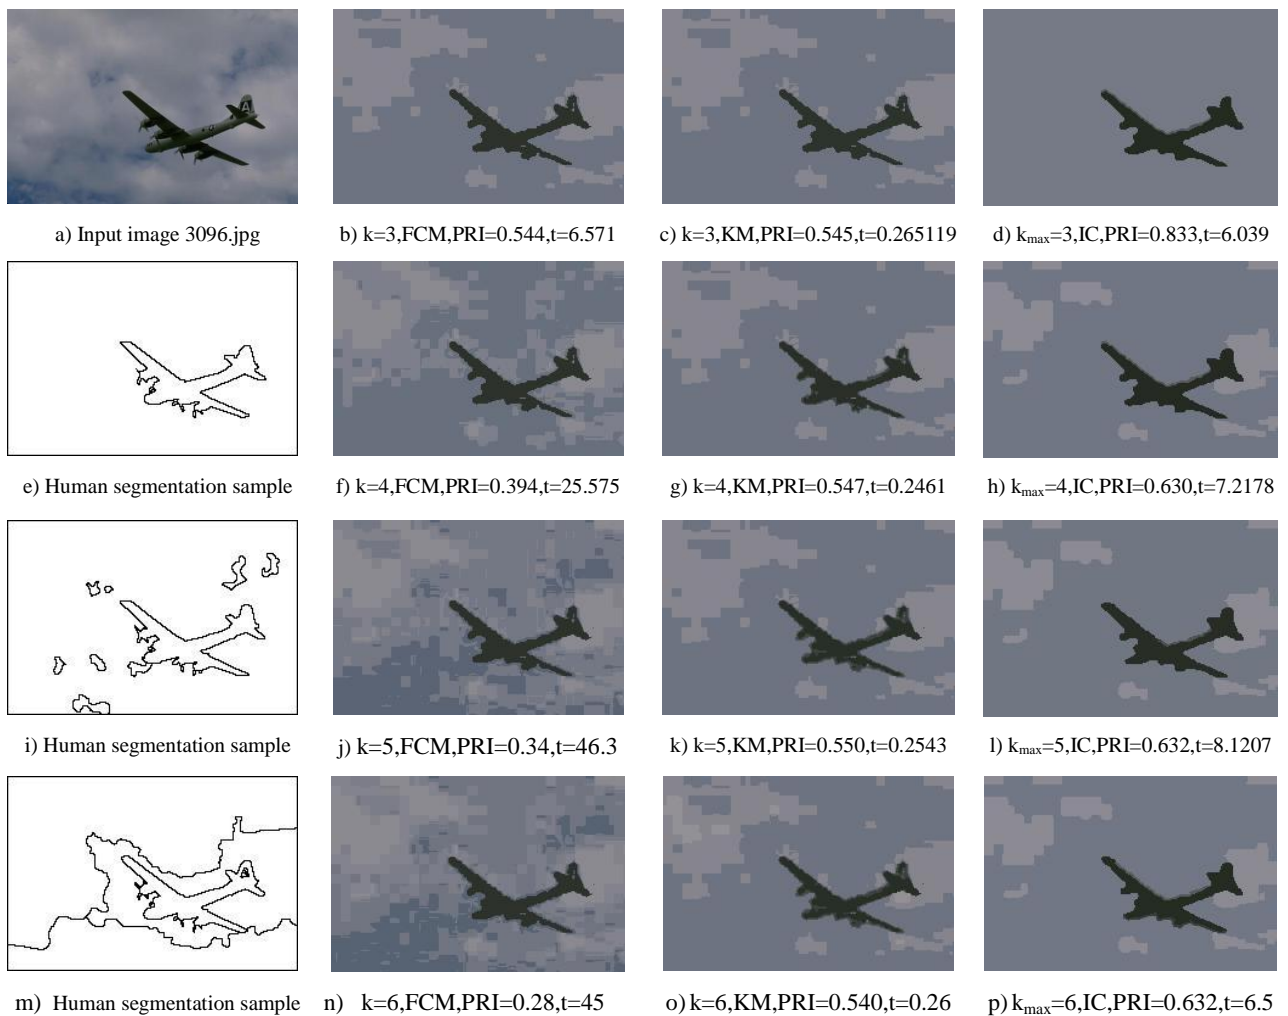 a) Input image 3096.jpg
b) k=3,FCM,PRI=0.544,t=6.571
c) k=3,KM,PRI=0.545,t=0.265119
d) kmax=3,IC,PRI=0.833,t=6.039
e) Human segmentation sample
f) k=4,FCM,PRI=0.394,t=25.575
g) k=4,KM,PRI=0.547,t=0.2461
h) kmax=4,IC,PRI=0.630,t=7.2178
i) Human segmentation sample
j) k=5,FCM,PRI=0.34,t=46.3
k) k=5,KM,PRI=0.550,t=0.2543
l) kmax=5,IC,PRI=0.632,t=8.1207
m) Human segmentation sample
n) k=6,FCM,PRI=0.28,t=45
o) k=6,KM,PRI=0.540,t=0.26
p) kmax=6,IC,PRI=0.632,t=6.5
A